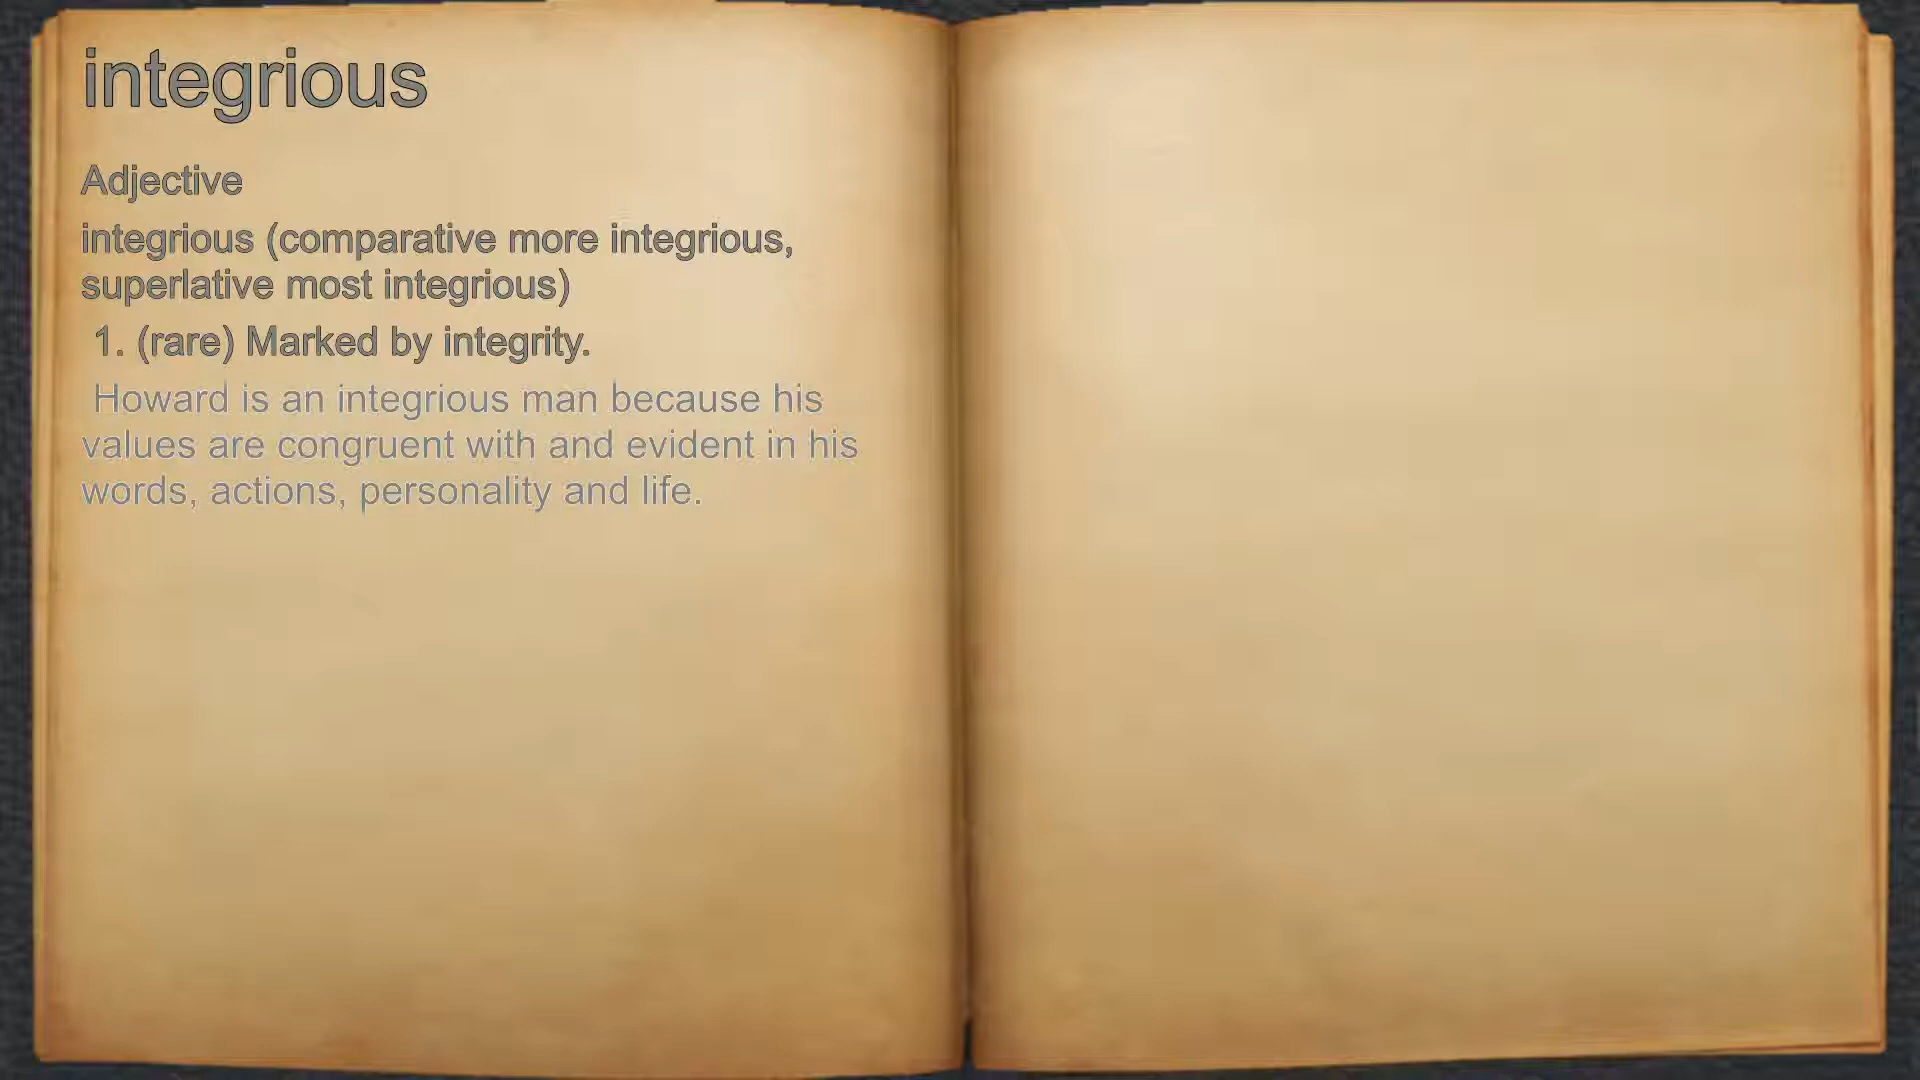 integrious
Adjective
integrious (comparative more integrious,
superlative most integrious)
1. (rare) Marked by integrity.
Howard is an integrious man because his
values are congruent with and evident in his
words, actions, personality and life.